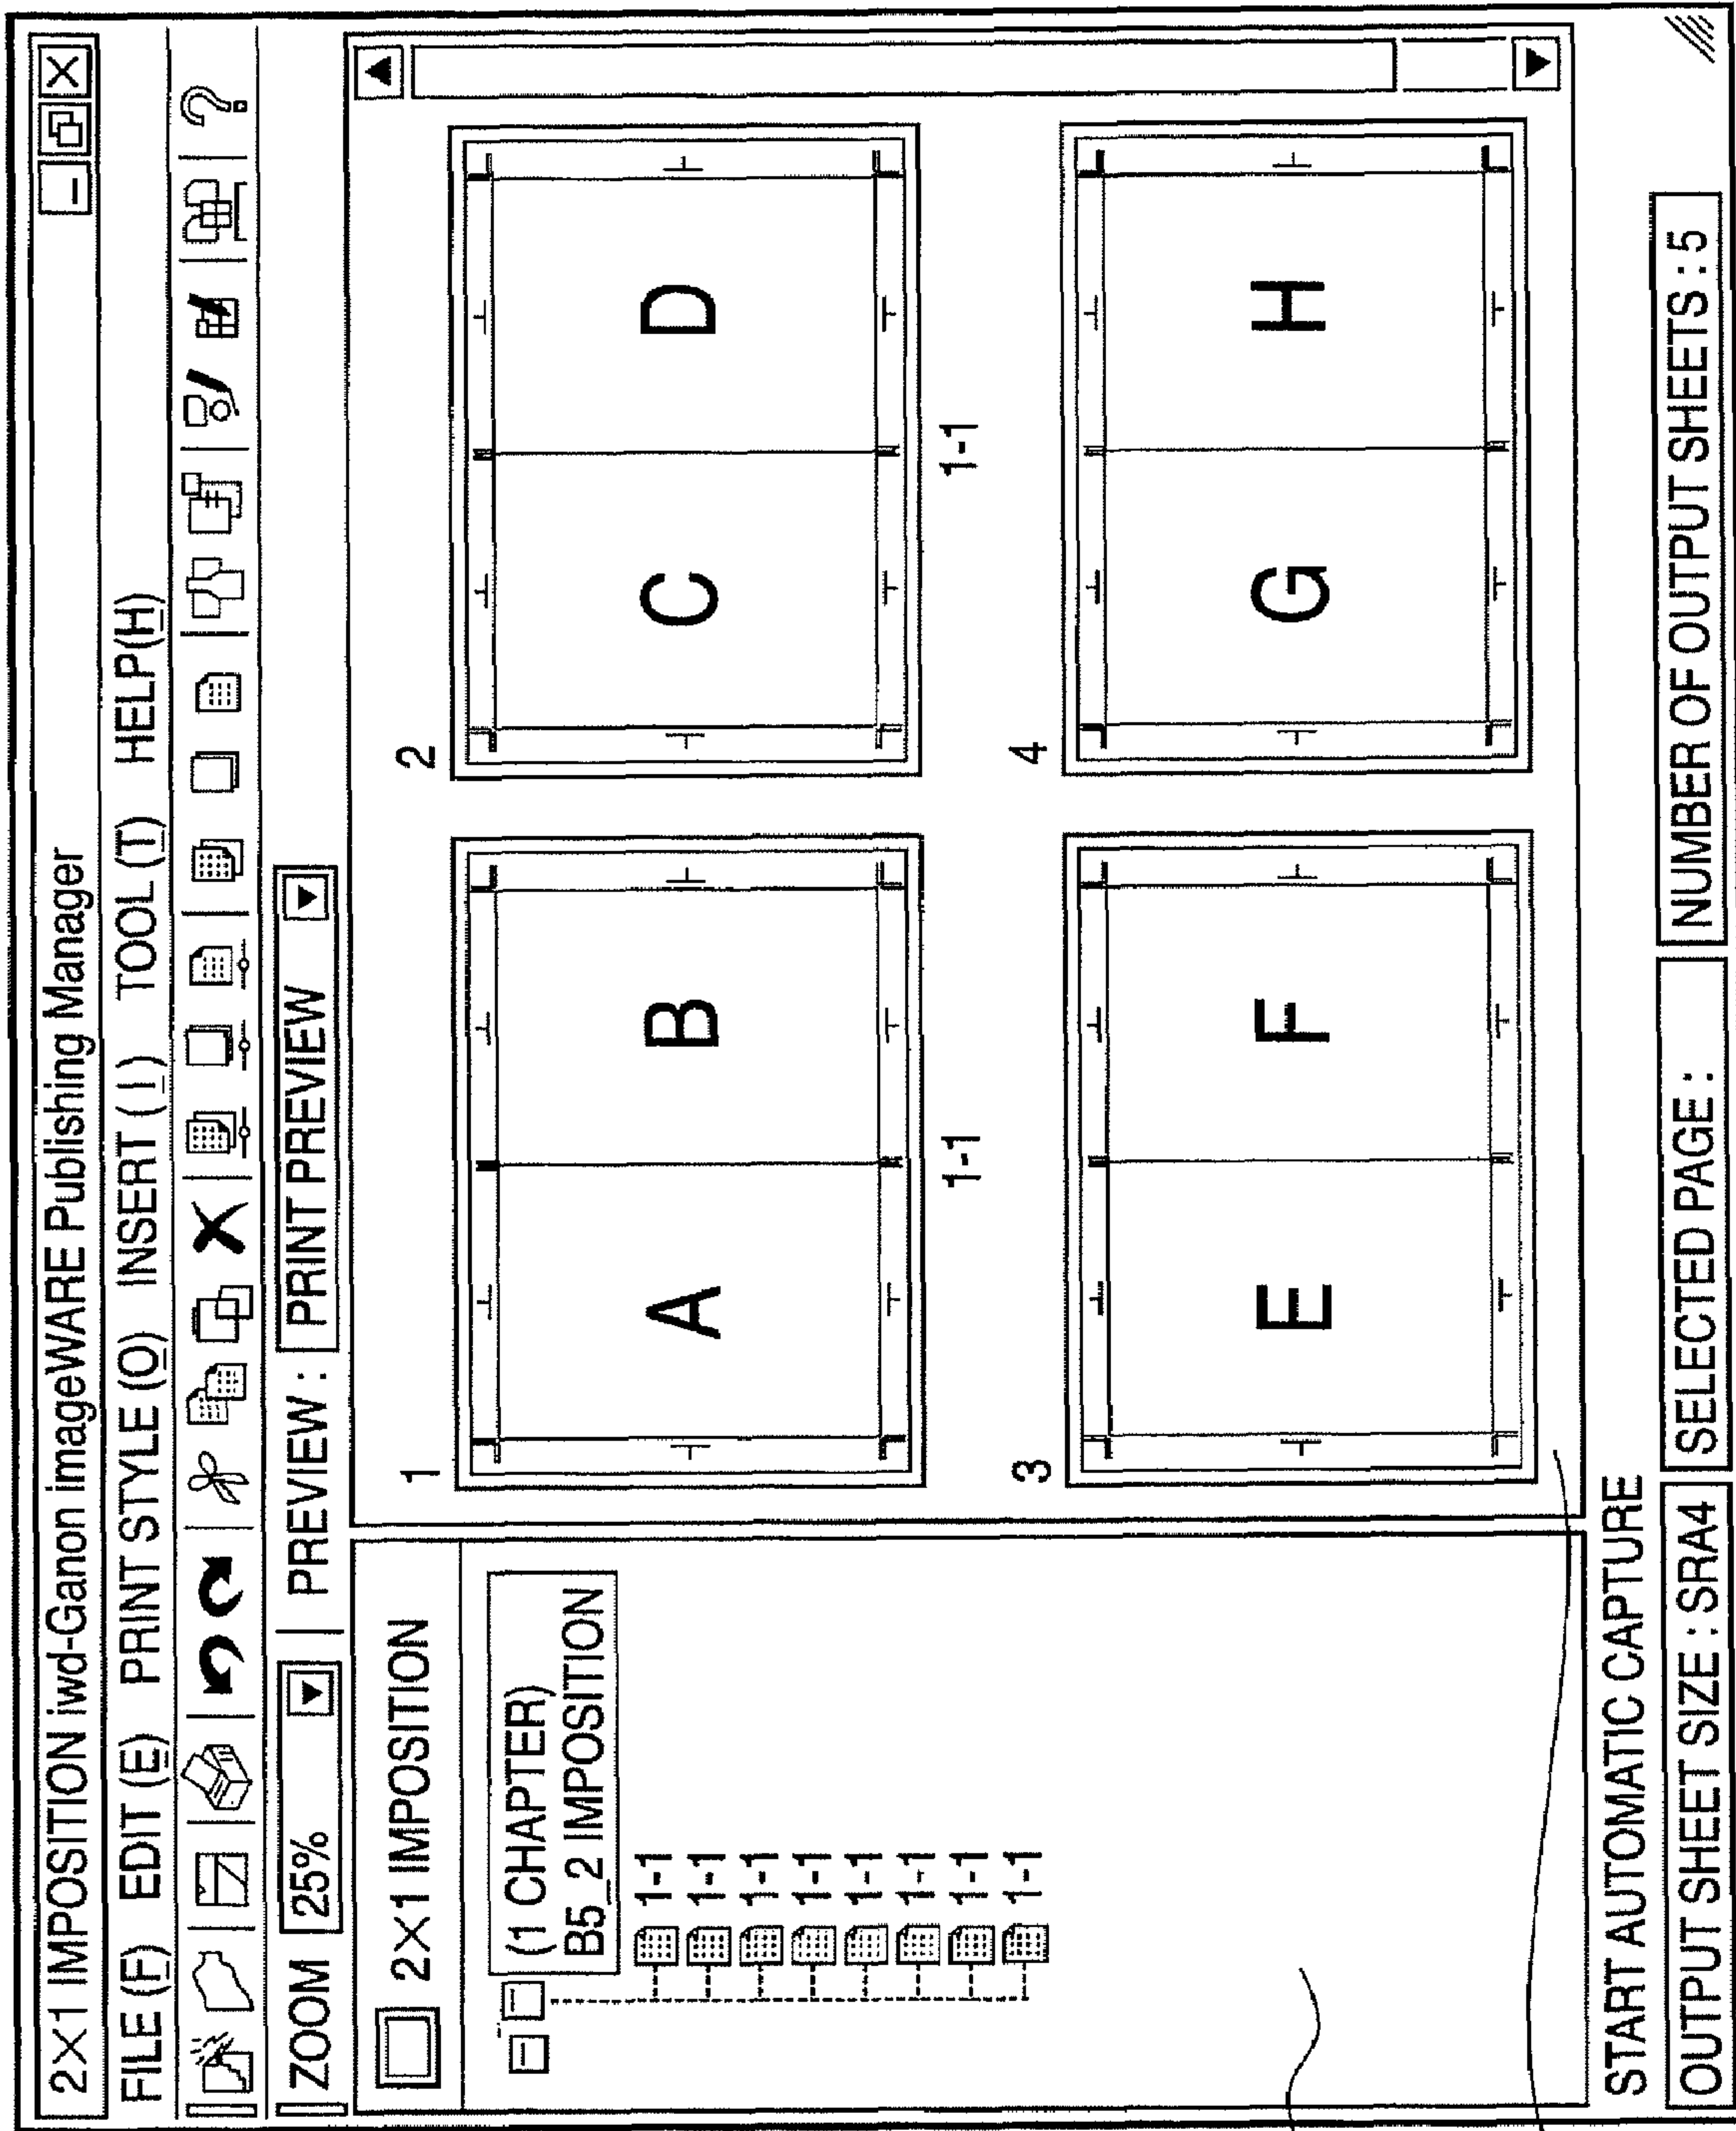 2×1 IMPOSITION iwd-Ganon imageWARE Publishing Manager
FILE (F) EDIT (E) PRINT STYLE (O) INSERT (I) TOOL (T) HELP(H)
?
ZOOM 25% PREVIEW : PRINT PREVIEW
2×1 IMPOSITION
(1 CHAPTER)
B5_2 IMPOSITION
1-1
1-1
1-1
1-1
1-1
1-1
1-1
1-1
1 2
A B C D
1-1 1-1
3 4
E F G H
START AUTOMATIC CAPTURE
OUTPUT SHEET SIZE : SRA4 SELECTED PAGE : NUMBER OF OUTPUT SHEETS : 5